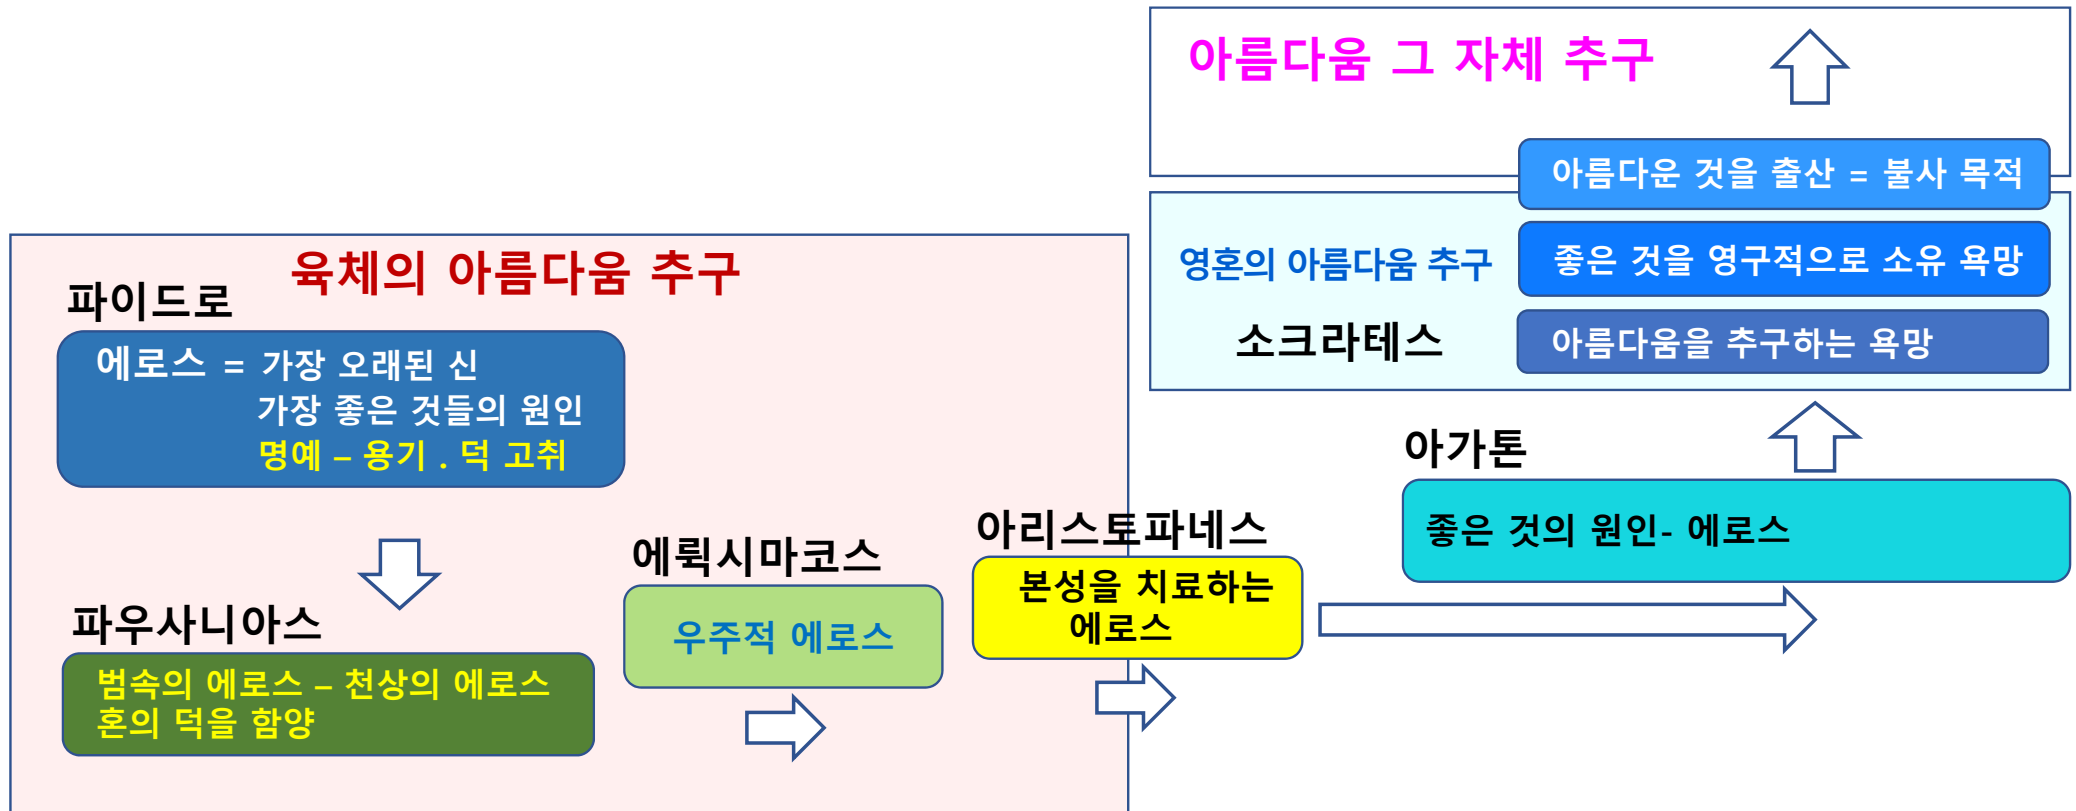 아름다움 그 자체 추구
아름다운 것을 출산 = 불사 목적
영혼의 아름다움 추구
좋은 것을 영구적으로 소유 욕망
소크라테스
아름다움을 추구하는 욕망
육체의 아름다움 추구
파이드로
에로스 = 가장 오래된 신
가장 좋은 것들의 원인
명예 – 용기 . 덕 고취
아가톤
좋은 것의 원인- 에로스
아리스토파네스
본성을 치료하는
에로스
에뤽시마코스
우주적 에로스
파우사니아스
범속의 에로스 – 천상의 에로스
혼의 덕을 함양